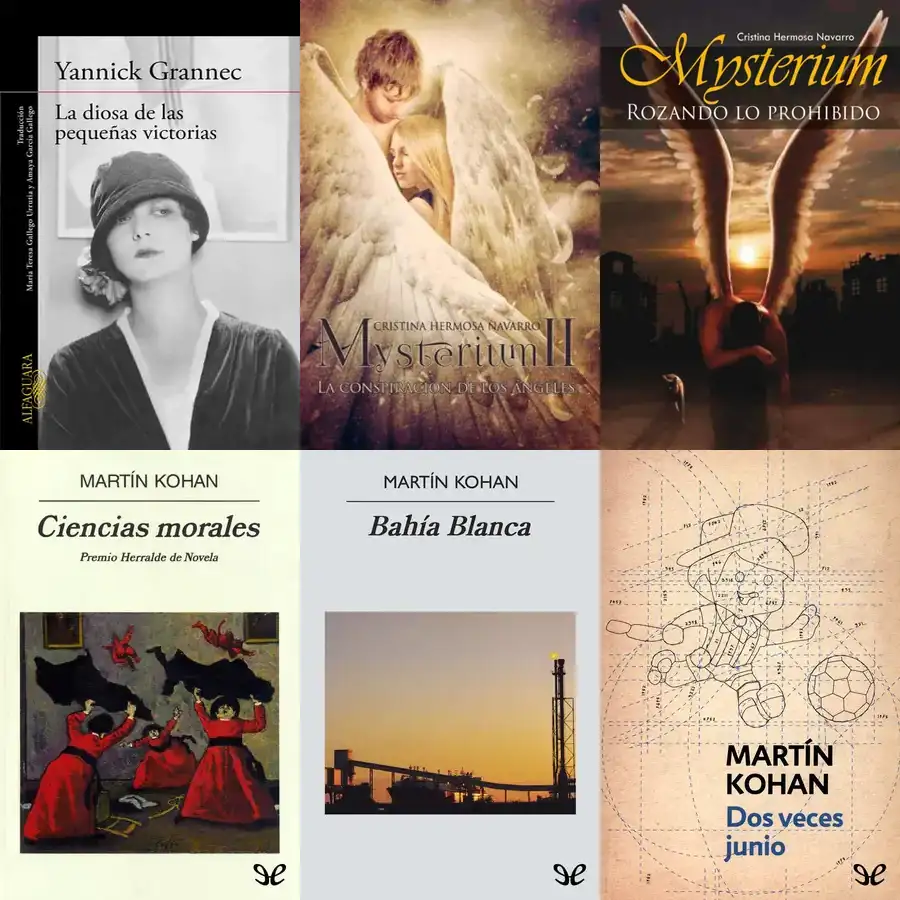 Yannick Grannec
La diosa de las
pequeñas victorias
Traducción
María Teresa Gallego Urrutia y Amaya García Gallego
ALFAGUARA
CRISTINA HERMOSA NAVARRO
Mysterium II
LA CONSPIRACIÓN DE LOS ÁNGELES
Cristina Hermosa Navarro
Mysterium
ROZANDO LO PROHIBIDO
MARTÍN KOHAN
Ciencias morales
Premio Herralde de Novela
MARTÍN KOHAN
Bahía Blanca
MARTÍN
KOHAN
Dos veces
junio